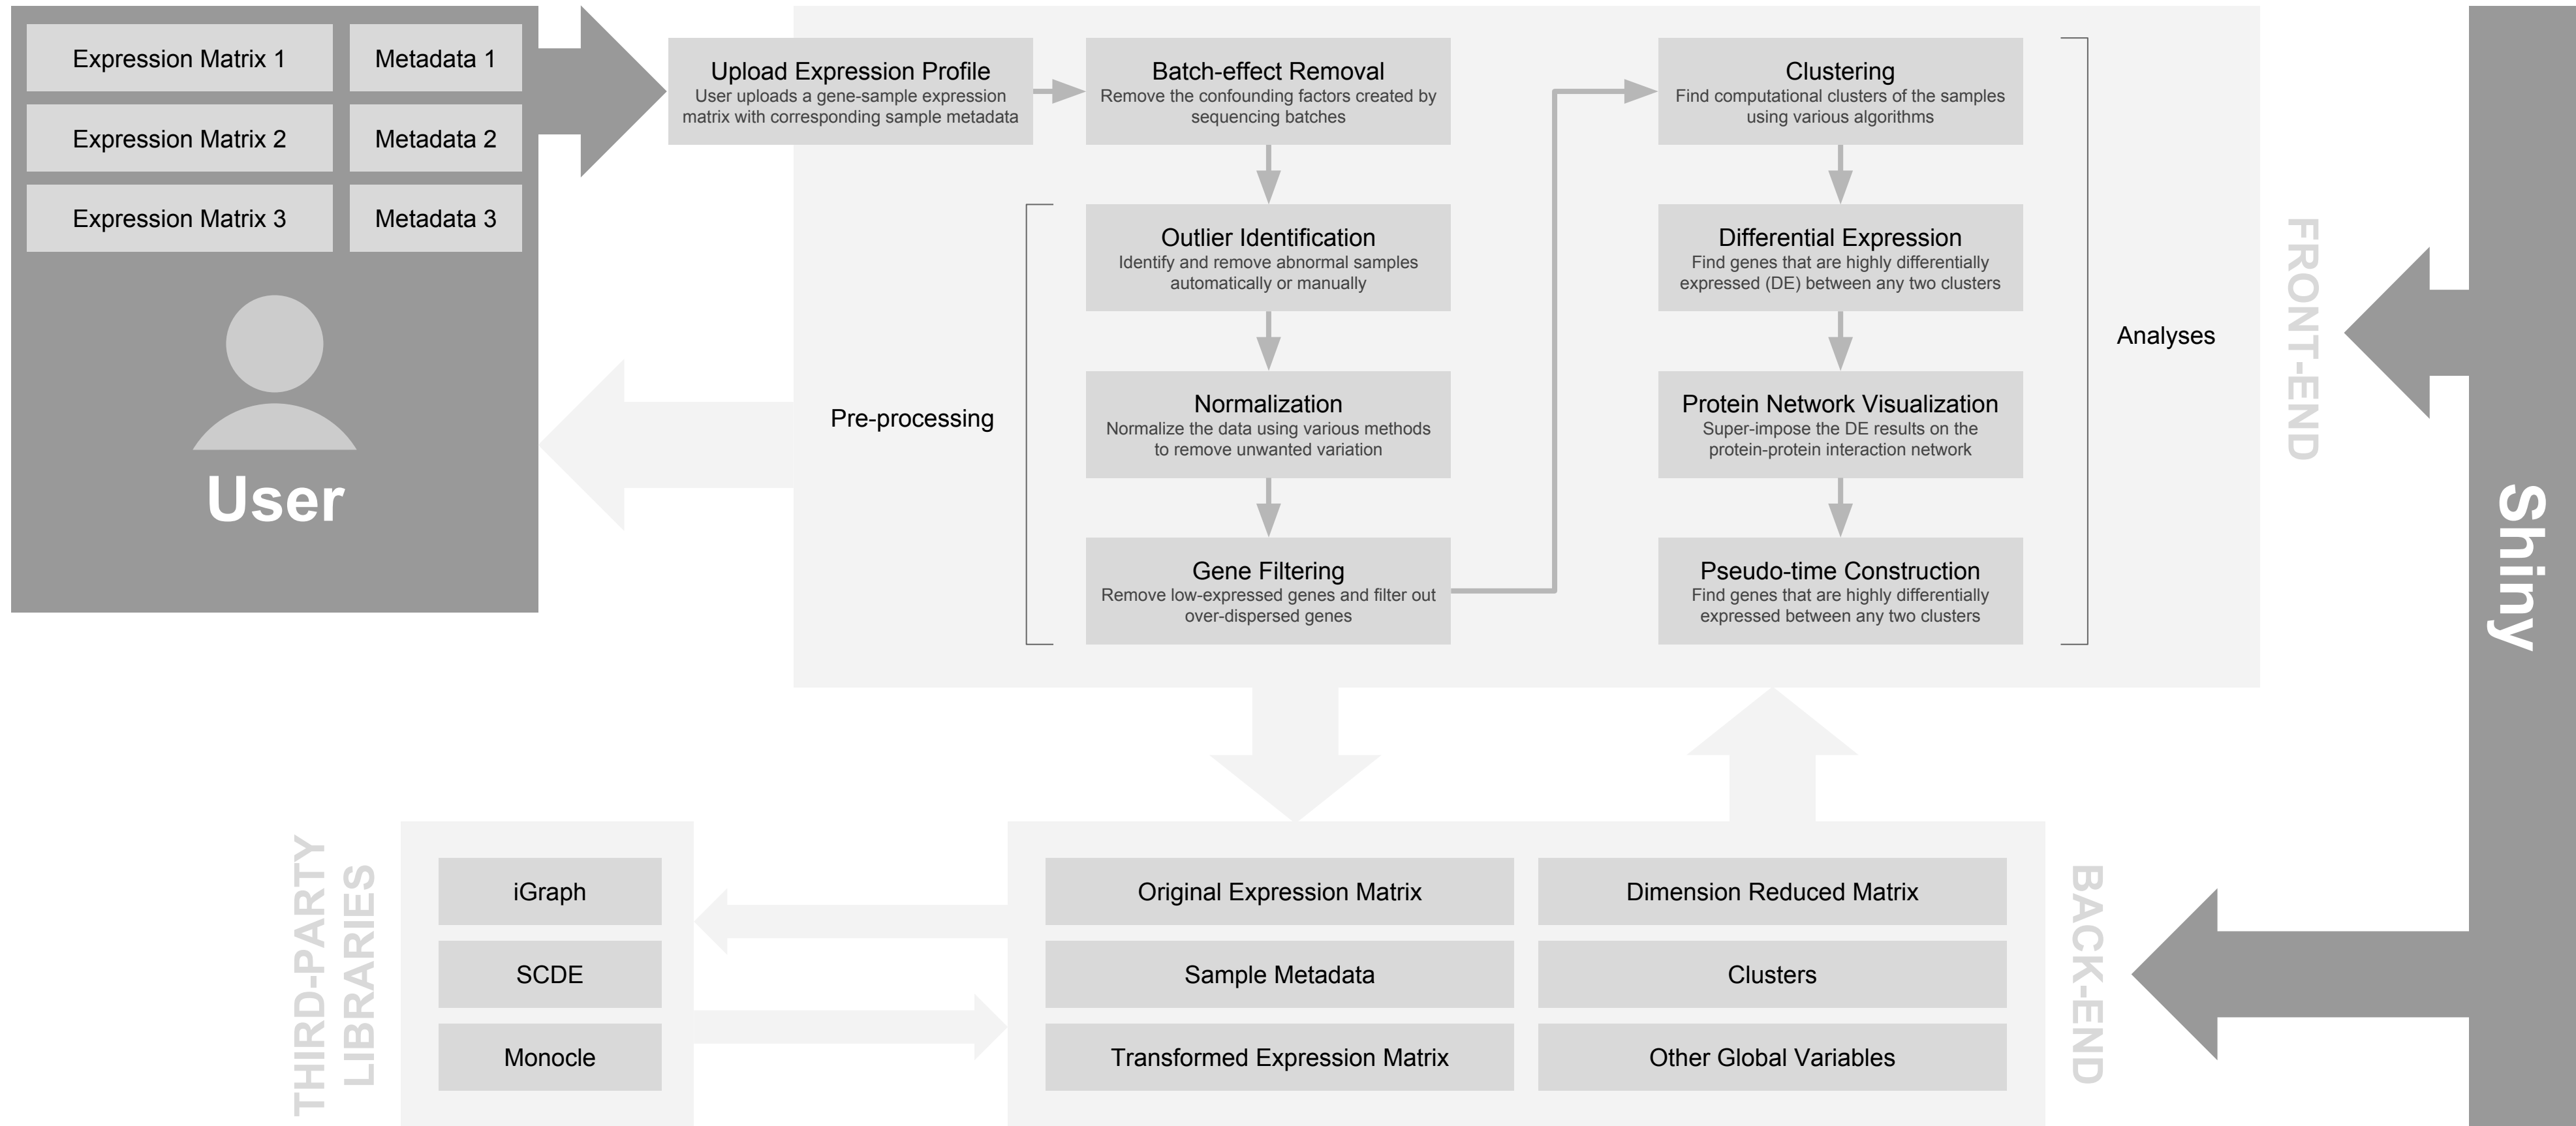 Expression Matrix 1
Metadata 1
Expression Matrix 2
Metadata 2
Expression Matrix 3
Metadata 3
User
Upload Expression Profile
User uploads a gene-sample expression
matrix with corresponding sample metadata
Batch-effect Removal
Remove the confounding factors created by
sequencing batches
Pre-processing
Outlier Identification
Identify and remove abnormal samples
automatically or manually
Normalization
Normalize the data using various methods
to remove unwanted variation
Gene Filtering
Remove low-expressed genes and filter out
over-dispersed genes
Clustering
Find computational clusters of the samples
using various algorithms
Differential Expression
Find genes that are highly differentially
expressed (DE) between any two clusters
Protein Network Visualization
Super-impose the DE results on the
protein-protein interaction network
Pseudo-time Construction
Find genes that are highly differentially
expressed between any two clusters
Analyses
FRONT-END
Shiny
THIRD-PARTY
LIBRARIES
iGraph
SCDE
Monocle
Original Expression Matrix
Dimension Reduced Matrix
Sample Metadata
Clusters
Transformed Expression Matrix
Other Global Variables
BACK-END